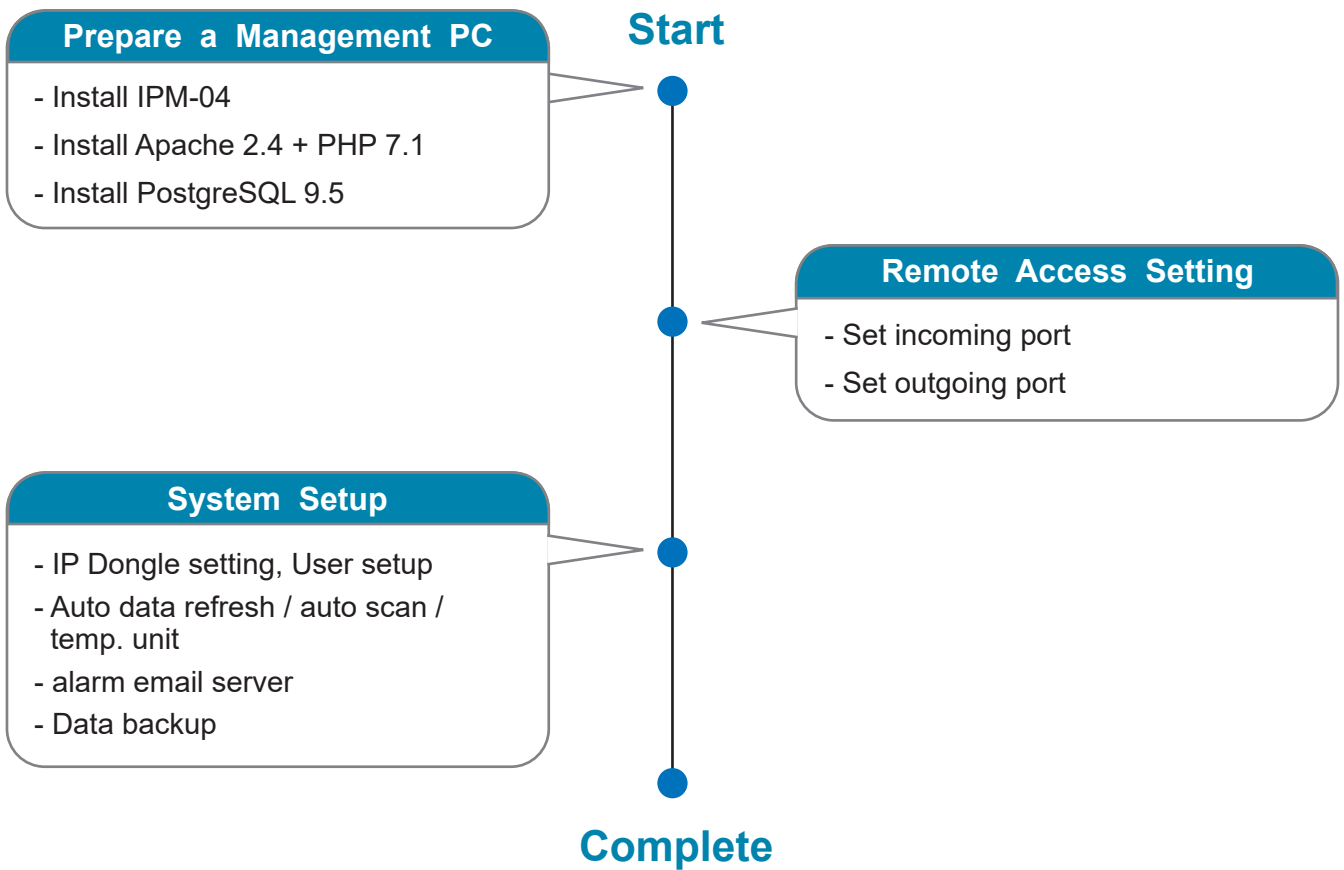 Start
Prepare a Management PC
- Install IPM-04
- Install Apache 2.4 + PHP 7.1
- Install PostgreSQL 9.5
Remote Access Setting
- Set incoming port
- Set outgoing port
System Setup
- IP Dongle setting, User setup
- Auto data refresh / auto scan /
temp. unit
- alarm email server
- Data backup
Complete